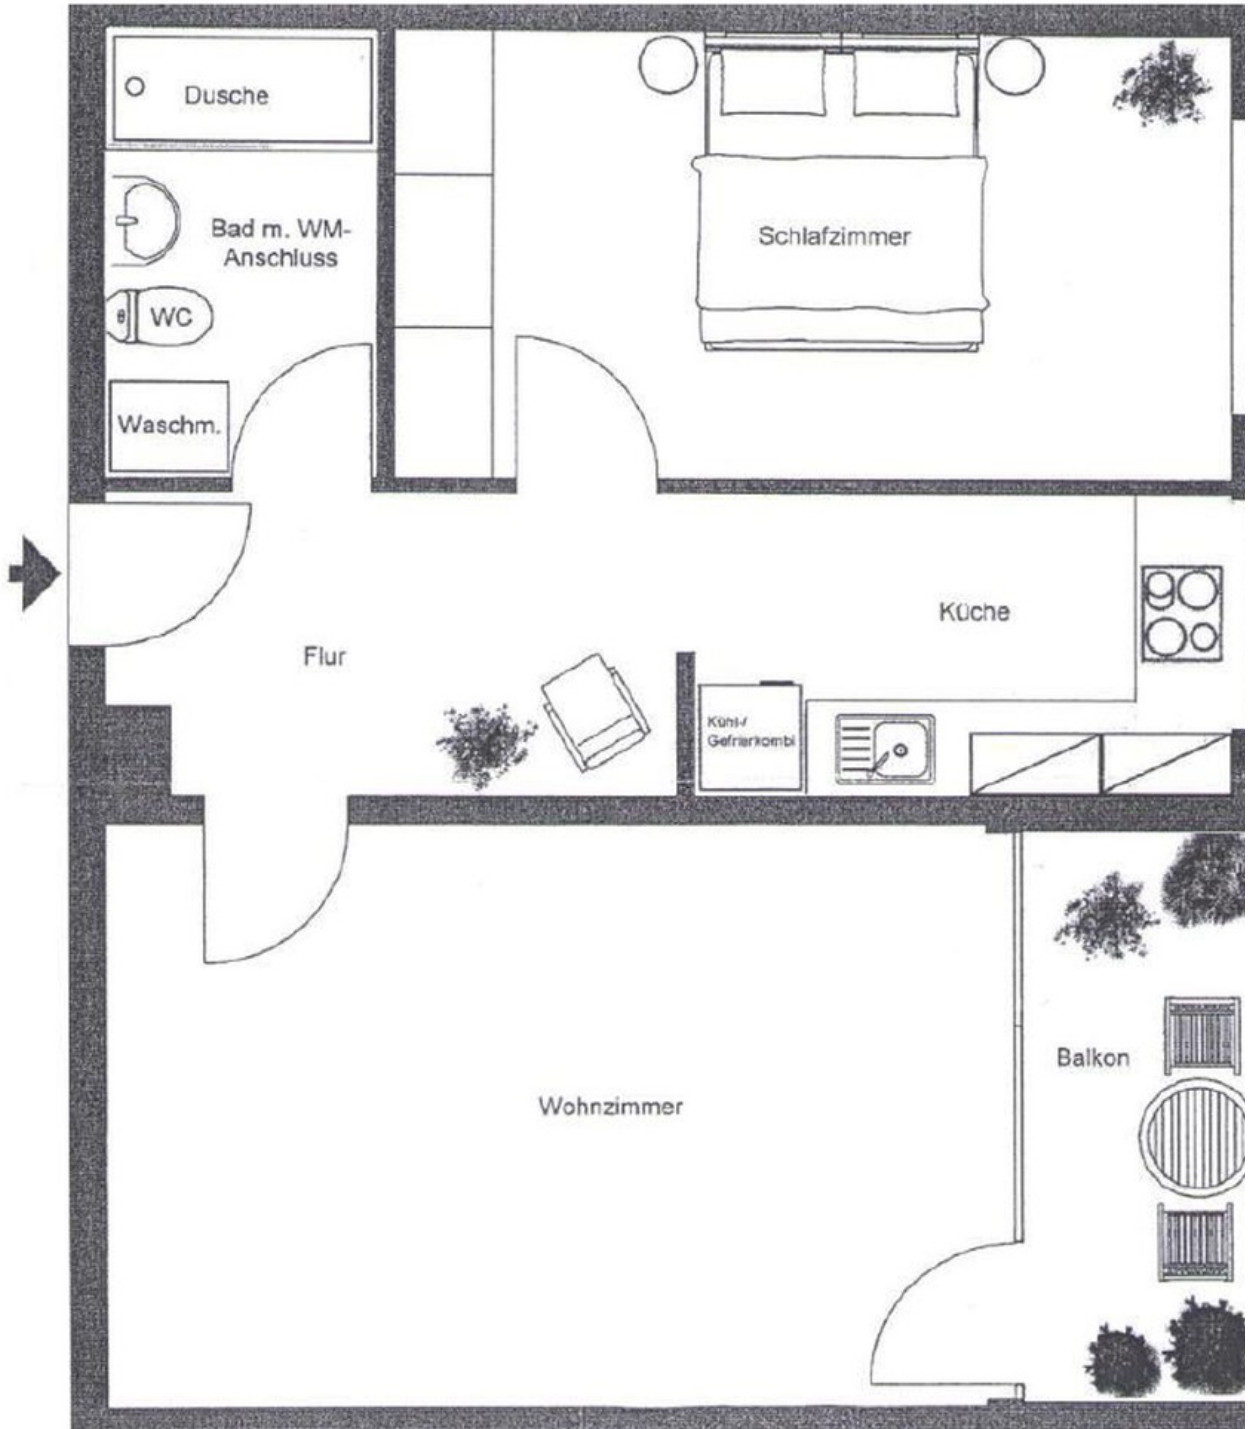 Dusche
Bad m. WM-
Anschluss
WC
Waschm.
Schlafzimmer
Flur
Küche
Kühl-/
Gefrierkombi
Wohnzimmer
Balkon